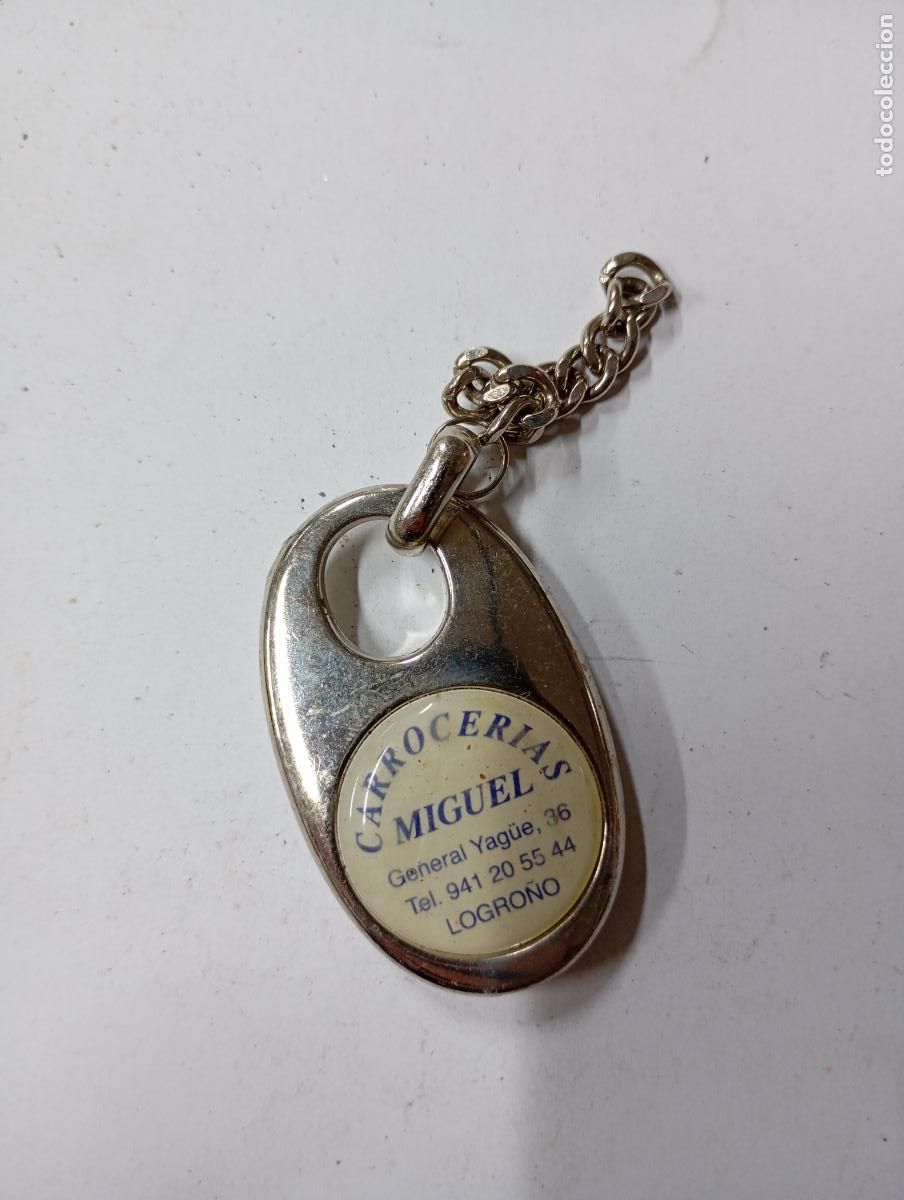 todocoleccion
CARROCERIAS
MIGUEL
General Yagüe, 36
Tel. 941 20 55 44
LOGROÑO